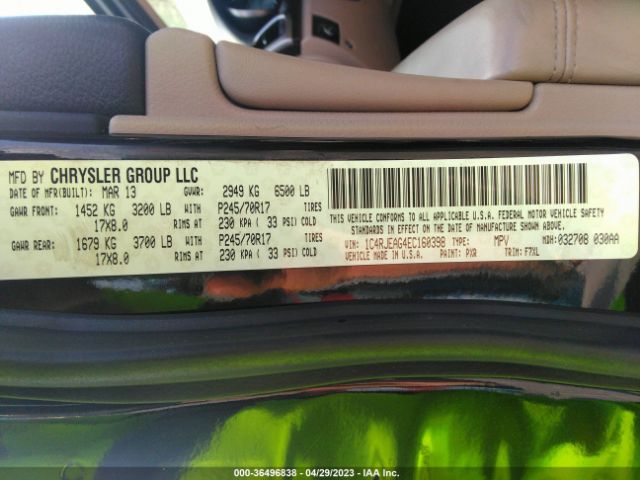 MFD BY CHRYSLER GROUP LLC
DATE OF MFR(BUILT): MAR 13 GVWR: 2949 KG 6500 LB
GAWR FRONT: 1452 KG 3200 LB WITH P245/70R17 TIRES
17X8.0 RIMS AT 230 KPA ( 33 PSI) COLD
GAWR REAR: 1679 KG 3700 LB WITH P245/70R17 TIRES
17X8.0 RIMS AT 230 KPA ( 33 PSI) COLD
THIS VEHICLE CONFORMS TO ALL APPLICABLE U.S.A. FEDERAL MOTOR VEHICLE SAFETY
STANDARDS IN EFFECT ON THE DATE OF MANUFACTURE SHOWN ABOVE.
VIN: 1C4RJEAG4EC160398 TYPE: MPV MDH: 032708 030AA
VEHICLE MADE IN U.S.A. PAINT: PXR TRIM: F7XL
000-36496838 - 04/29/2023 - IAA Inc.